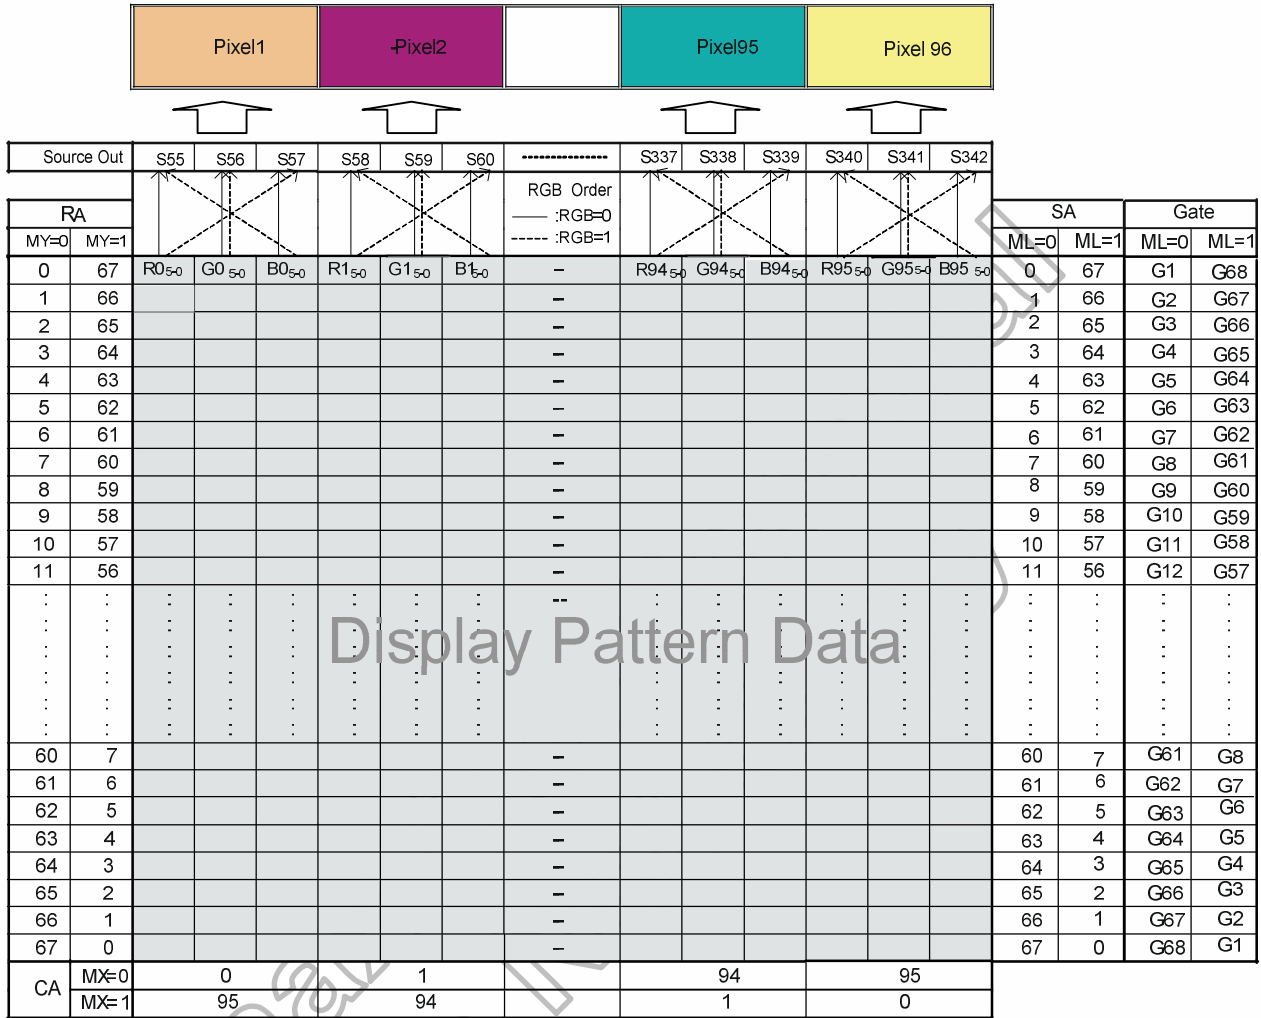 Pixel1 -Pixel2 Pixel95 Pixel 96
Source Out S55 S56 S57 S58 S59 S60 S337 S338 S339 S340 S341 S342
RGB Order
:RGB=0
:RGB=1
RA SA Gate
MY=0 MY=1 ML=0 ML=1 ML=0 ML=1
0 67 R0 5-0 G0 5-0 B0 5-0 R1 5-0 G1 5-0 B1 5-0 – R94 5-0 G94 5-0 B94 5-0 R95 5-0 G95 5-0 B95 5-0 0 67 G1 G68
1 66 – 1 66 G2 G67
2 65 – 2 65 G3 G66
3 64 – 3 64 G4 G65
4 63 – 4 63 G5 G64
5 62 – 5 62 G6 G63
6 61 – 6 61 G7 G62
7 60 – 7 60 G8 G61
8 59 – 8 59 G9 G60
9 58 – 9 58 G10 G59
10 57 – 10 57 G11 G58
11 56 – 11 56 G12 G57
Display Pattern Data
60 7 – 60 7 G61 G8
61 6 – 61 6 G62 G7
62 5 – 62 5 G63 G6
63 4 – 63 4 G64 G5
64 3 – 64 3 G65 G4
65 2 – 65 2 G66 G3
66 1 – 66 1 G67 G2
67 0 – 67 0 G68 G1
CA MX=0 0 1 94 95
MX=1 95 94 1 0